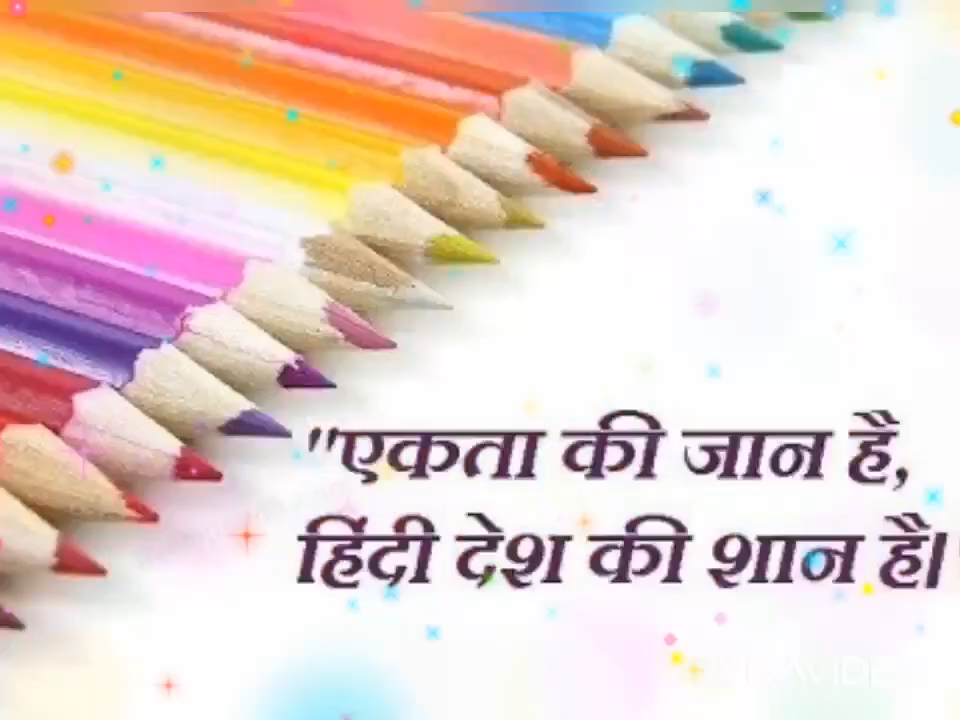 "एकता की जान है,
हिंदी देश की शान है।